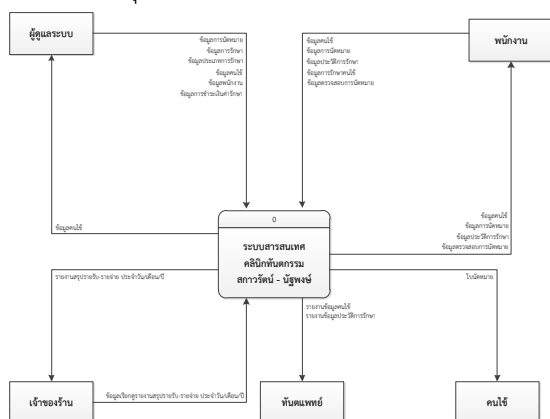 ผู้ดูแลระบบ
ข้อมูลการนัดหมาย
ข้อมูลการรักษา
ข้อมูลประเภทการรักษา
ข้อมูลคนไข้
ข้อมูลพนักงาน
ข้อมูลการชำระเงินค่ารักษา
ข้อมูลคนไข้
ข้อมูลการนัดหมาย
ข้อมูลประวัติการรักษา
ข้อมูลการรักษาคนไข้
ข้อมูลตรวจสอบการนัดหมาย
พนักงาน
ข้อมูลคนไข้
0
ระบบสารสนเทศ
คลินิกทันตกรรม
สกาวรัตน์ - นัฐพงษ์
ข้อมูลคนไข้
ข้อมูลการนัดหมาย
ข้อมูลประวัติการรักษา
ข้อมูลตรวจสอบการนัดหมาย
รายงานสรุปรายรับ-รายจ่าย ประจำวัน/เดือน/ปี
ใบนัดหมาย
รายงานข้อมูลคนไข้
รายงานข้อมูลประวัติการรักษา
เจ้าของร้าน
ข้อมูลเรียกดูรายงานสรุปรายรับ-รายจ่าย ประจำวัน/เดือน/ปี
ทันตแพทย์
คนไข้